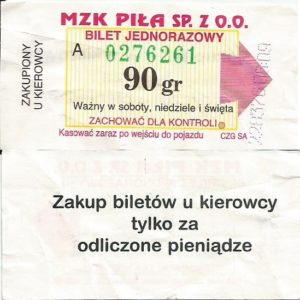 MZK PIŁA SP. Z O.O.
BILET JEDNORAZOWY
A 0276261
90 gr
Ważny w soboty, niedziele i święta
ZACHOWAĆ DLA KONTROLI
Kasować zaraz po wejściu do pojazdu CZG SA
ZAKUPIONY
U KIEROWCY
Zakup biletów u kierowcy
tylko za
odliczone pieniądze